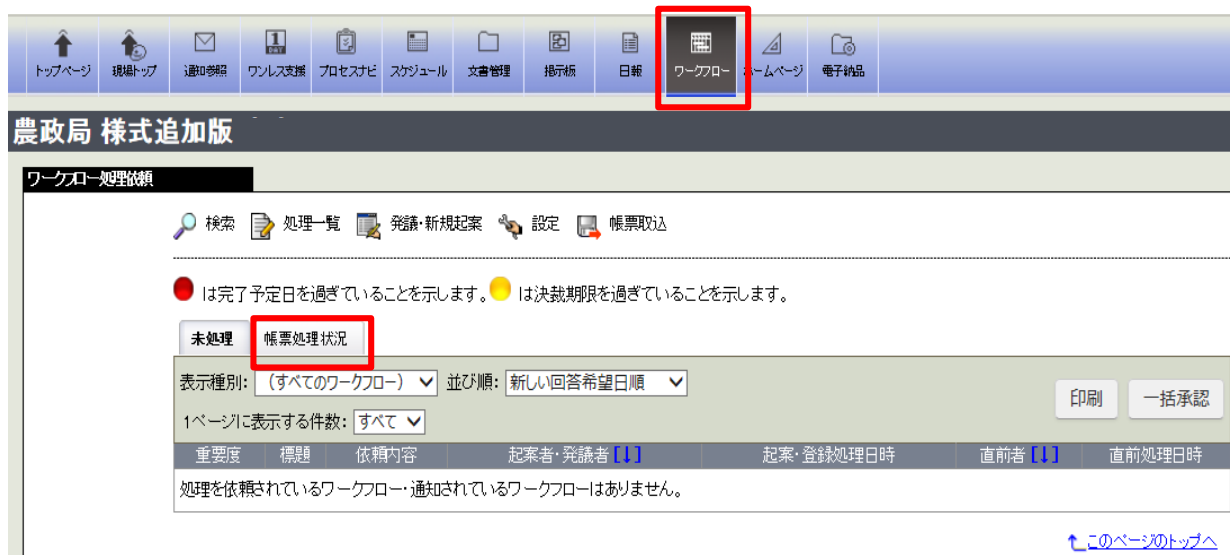 トップページ 現場トップ 通知参照 ワンレス支援 プロセスナビ スケジュール 文書管理 掲示板 日報 ワークフロー ホームページ 電子納品
農政局 様式追加版
ワークフロー処理依頼
検索 処理一覧 発議・新規起案 設定 帳票取込
は完了予定日を過ぎていることを示します。 は決裁期限を過ぎていることを示します。
未処理 帳票処理状況
表示種別: (すべてのワークフロー) 並び順: 新しい回答希望日順
印刷 一括承認
1ページに表示する件数: すべて
重要度 標題 依頼内容 起案者・発議者 [↓] 起案・登録処理日時 直前者 [↓] 直前処理日時
処理を依頼されているワークフロー・通知されているワークフローはありません。
このページのトップへ